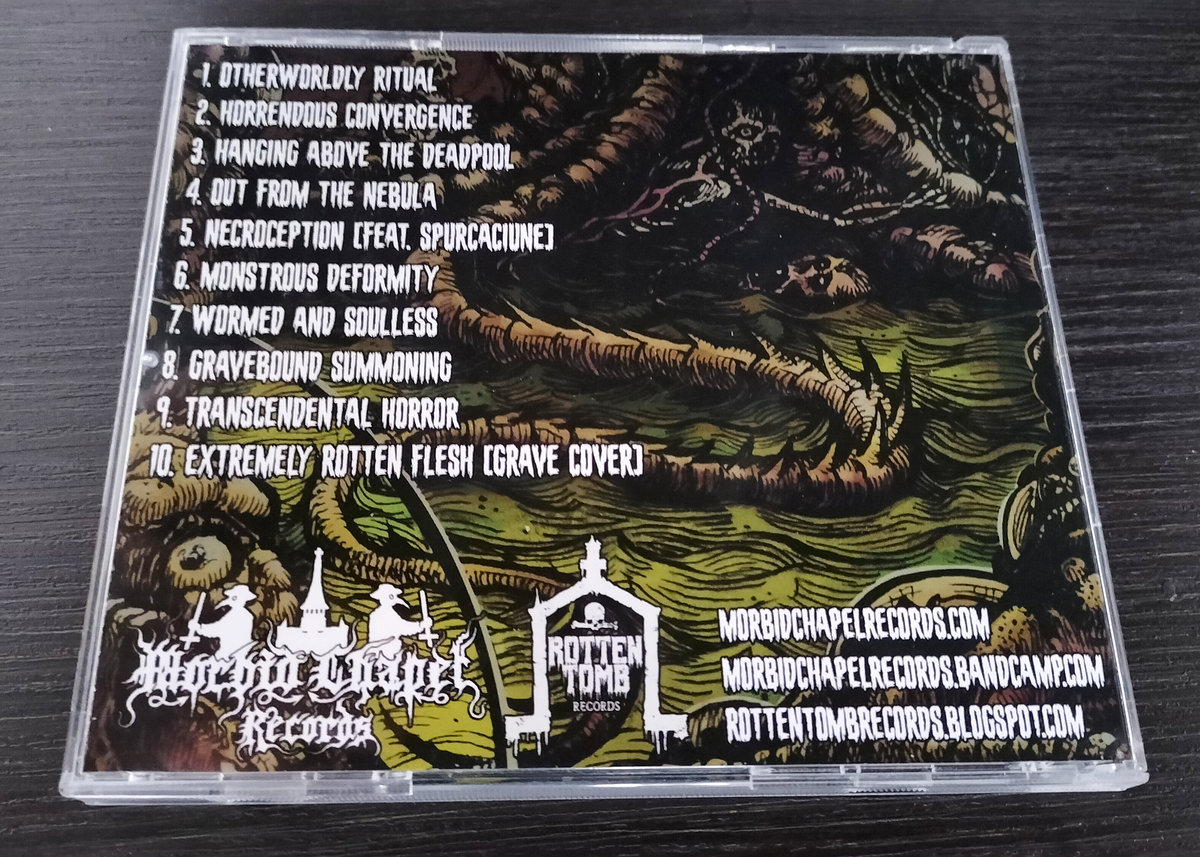 1. OTHERWORLDLY RITUAL
2. HORRENDOUS CONVERGENCE
3. HANGING ABOVE THE DEADPOOL
4. OUT FROM THE NEBULA
5. NECROCEPTION [FEAT. SPURCACIUNE]
6. MONSTROUS DEFORMITY
7. WORMED AND SOULLESS
8. GRAVEBOUND SUMMONING
9. TRANSCENDENTAL HORROR
10. EXTREMELY ROTTEN FLESH [GRAVE COVER]
Morbid Chapel
Records
ROTTEN
TOMB
RECORDS
MORBIDCHAPELRECORDS.COM
MORBIDCHAPELRECORDS.BANDCAMP.COM
ROTTENTOMBRECORDS.BLOGSPOT.COM